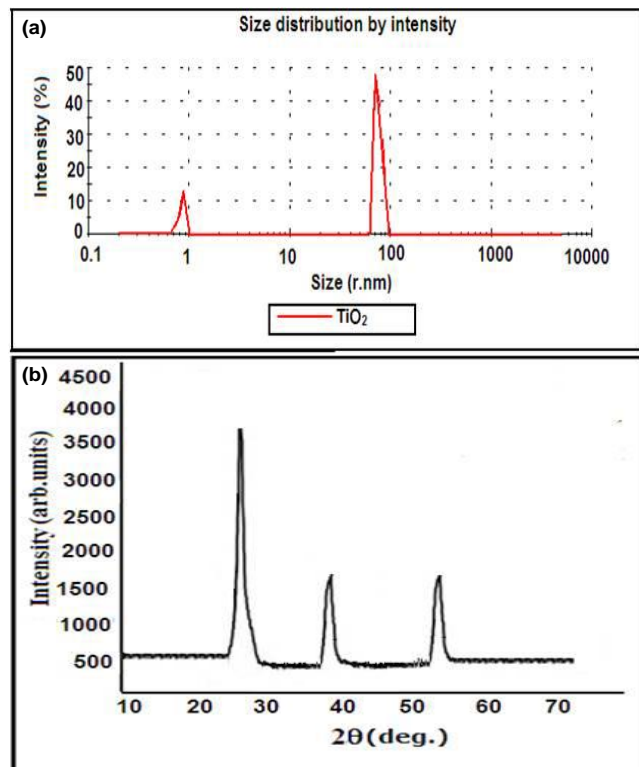 (a)
Size distribution by intensity
Intensity (%)
50
40
30
20
10
0
0.1 1 10 100 1000 10000
Size (r.nm)
TiO₂
(b)
Intensity (arb.units)
4500
4000
3500
3000
2500
2000
1500
1000
500
10 20 30 40 50 60 70
2θ(deg.)